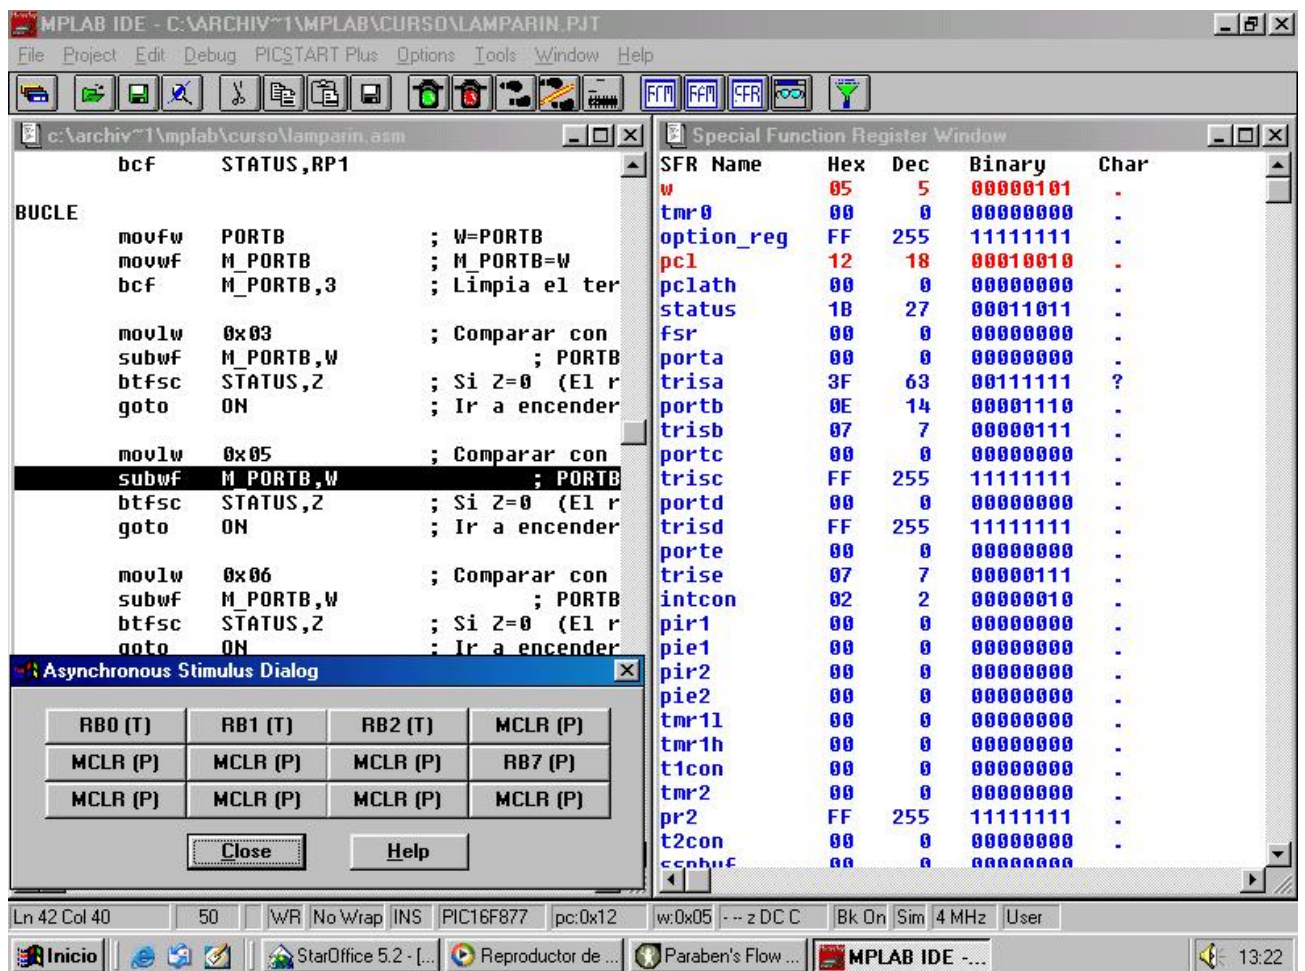 MPLAB IDE - C:\ARCHIV~1\MPLAB\CURSO\LAMPARIN.PJT
File Project Edit Debug PICSTART Plus Options Tools Window Help
ROM RAM SFR
c:\archiv~1\mplab\curso\lamparin.asm
bcf STATUS,RP1
BUCLE
movfw PORTB ; W=PORTB
movwf M_PORTB ; M_PORTB=W
bcf M_PORTB,3 ; Limpia el ter
movlw 0x03 ; Comparar con
subwf M_PORTB,W ; PORTB
btfsc STATUS,Z ; Si Z=0 (El r
goto ON ; Ir a encender
movlw 0x05 ; Comparar con
subwf M_PORTB,W ; PORTB
btfsc STATUS,Z ; Si Z=0 (El r
goto ON ; Ir a encender
movlw 0x06 ; Comparar con
subwf M_PORTB,W ; PORTB
btfsc STATUS,Z ; Si Z=0 (El r
goto ON ; Ir a encender
Special Function Register Window
SFR Name Hex Dec Binary Char
w 05 5 00000101 .
tmr0 00 0 00000000 .
option_reg FF 255 11111111 .
pcl 12 18 00010010 .
pclath 00 0 00000000 .
status 1B 27 00011011 .
fsr 00 0 00000000 .
porta 00 0 00000000 .
trisa 3F 63 00111111 ?
portb 0E 14 00001110 .
trisb 07 7 00000111 .
portc 00 0 00000000 .
trisc FF 255 11111111 .
portd 00 0 00000000 .
trisd FF 255 11111111 .
porte 00 0 00000000 .
trise 07 7 00000111 .
intcon 02 2 00000010 .
pir1 00 0 00000000 .
pie1 00 0 00000000 .
pir2 00 0 00000000 .
pie2 00 0 00000000 .
tmr1l 00 0 00000000 .
tmr1h 00 0 00000000 .
t1con 00 0 00000000 .
tmr2 00 0 00000000 .
pr2 FF 255 11111111 .
t2con 00 0 00000000 .
sspbuf 00 0 00000000
Asynchronous Stimulus Dialog
RB0 (T) RB1 (T) RB2 (T) MCLR (P)
MCLR (P) MCLR (P) MCLR (P) RB7 (P)
MCLR (P) MCLR (P) MCLR (P) MCLR (P)
Close Help
Ln 42 Col 40 50 WR No Wrap INS PIC16F877 pc:0x12 w:0x05 - -- z DC C Bk On Sim 4 MHz User
Inicio StarOffice 5.2 - [... Reproductor de ... Paraben's Flow ... MPLAB IDE -... 13:22